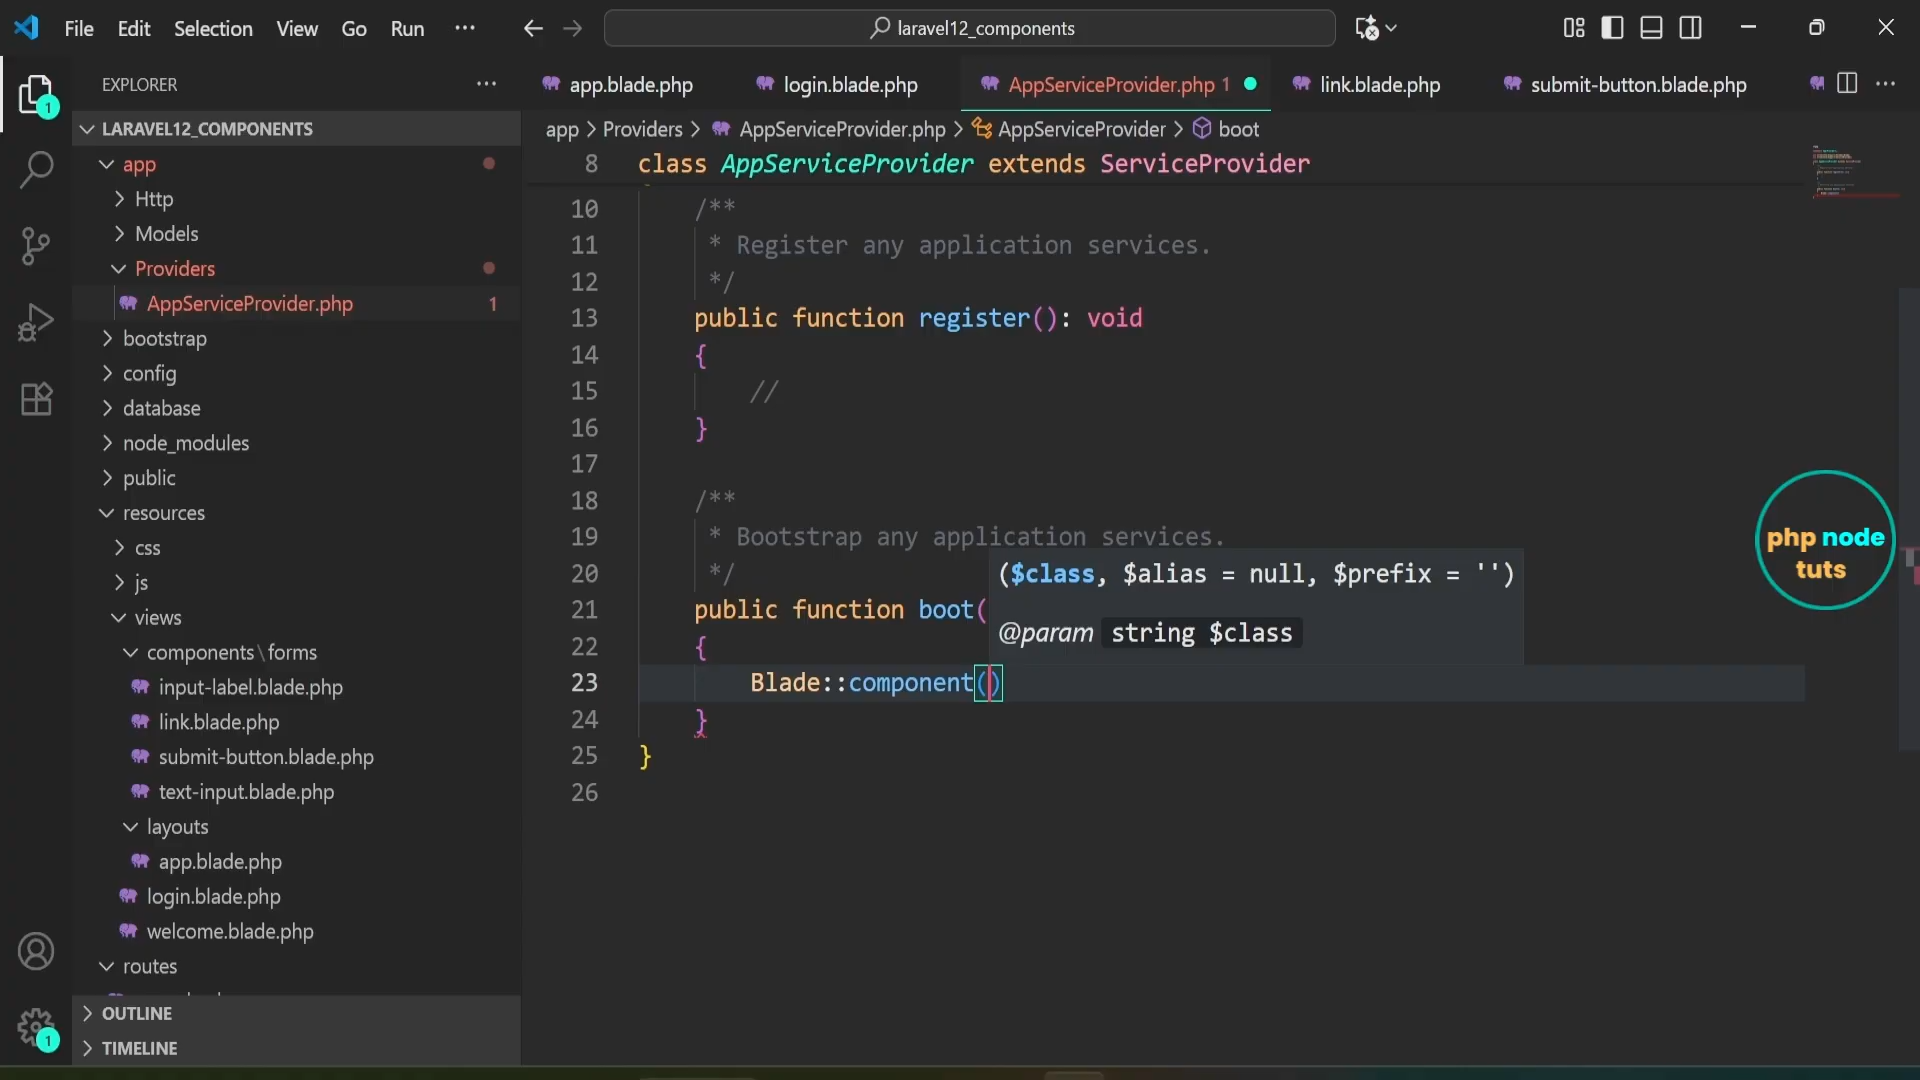 File Edit Selection View Go Run ···
laravel12_components
EXPLORER
LARAVEL12_COMPONENTS
app
Http
Models
Providers
AppServiceProvider.php 1
bootstrap
config
database
node_modules
public
resources
css
js
views
components\forms
input-label.blade.php
link.blade.php
submit-button.blade.php
text-input.blade.php
layouts
app.blade.php
login.blade.php
welcome.blade.php
routes
OUTLINE
TIMELINE
1
1
app.blade.php login.blade.php AppServiceProvider.php 1 link.blade.php submit-button.blade.php
app > Providers > AppServiceProvider.php > AppServiceProvider > boot
8 class AppServiceProvider extends ServiceProvider
10 /**
11 * Register any application services.
12 */
13 public function register(): void
14 {
15 //
16 }
17
18 /**
19 * Bootstrap any application services.
20 */
21 public function boot(
22 {
23 Blade::component()
24 }
25 }
26
($class, $alias = null, $prefix = '')
@param string $class
php node
tuts